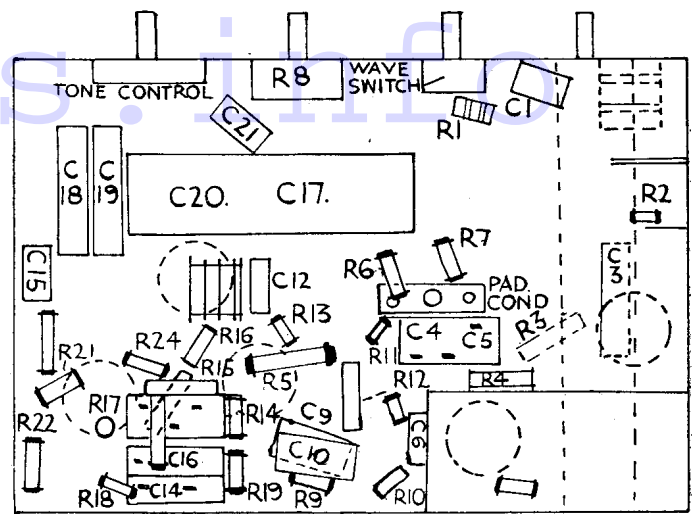 s.info
TONE CONTROL
R8
WAVE
SWITCH
C1
R1
C21
C
18
C
19
C20.
C17.
R2
C15
C12
R6
R7
PAD.
COND
C
3
R16
R13
R11
C4
C5
R3
R21
R24
R15
R5
R12
R4
R22
R17
R14
C9
C6
C16
C10
R18
C14
R19
R9
R10